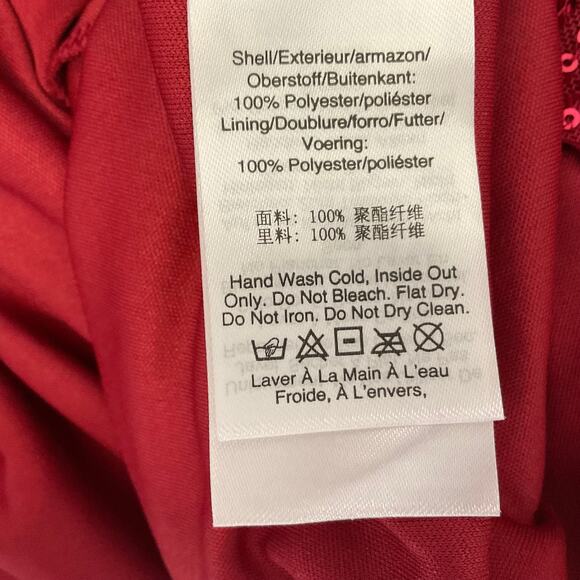 Shell/Exterieur/armazon/
Oberstoff/Buitenkant:
100% Polyester/poliéster
Lining/Doublure/forro/Futter/
Voering:
100% Polyester/poliéster
面料: 100% 聚酯纤维
里料: 100% 聚酯纤维
Hand Wash Cold, Inside Out
Only. Do Not Bleach. Flat Dry.
Do Not Iron. Do Not Dry Clean.
Laver À La Main À L'eau
Froide, À L'envers,